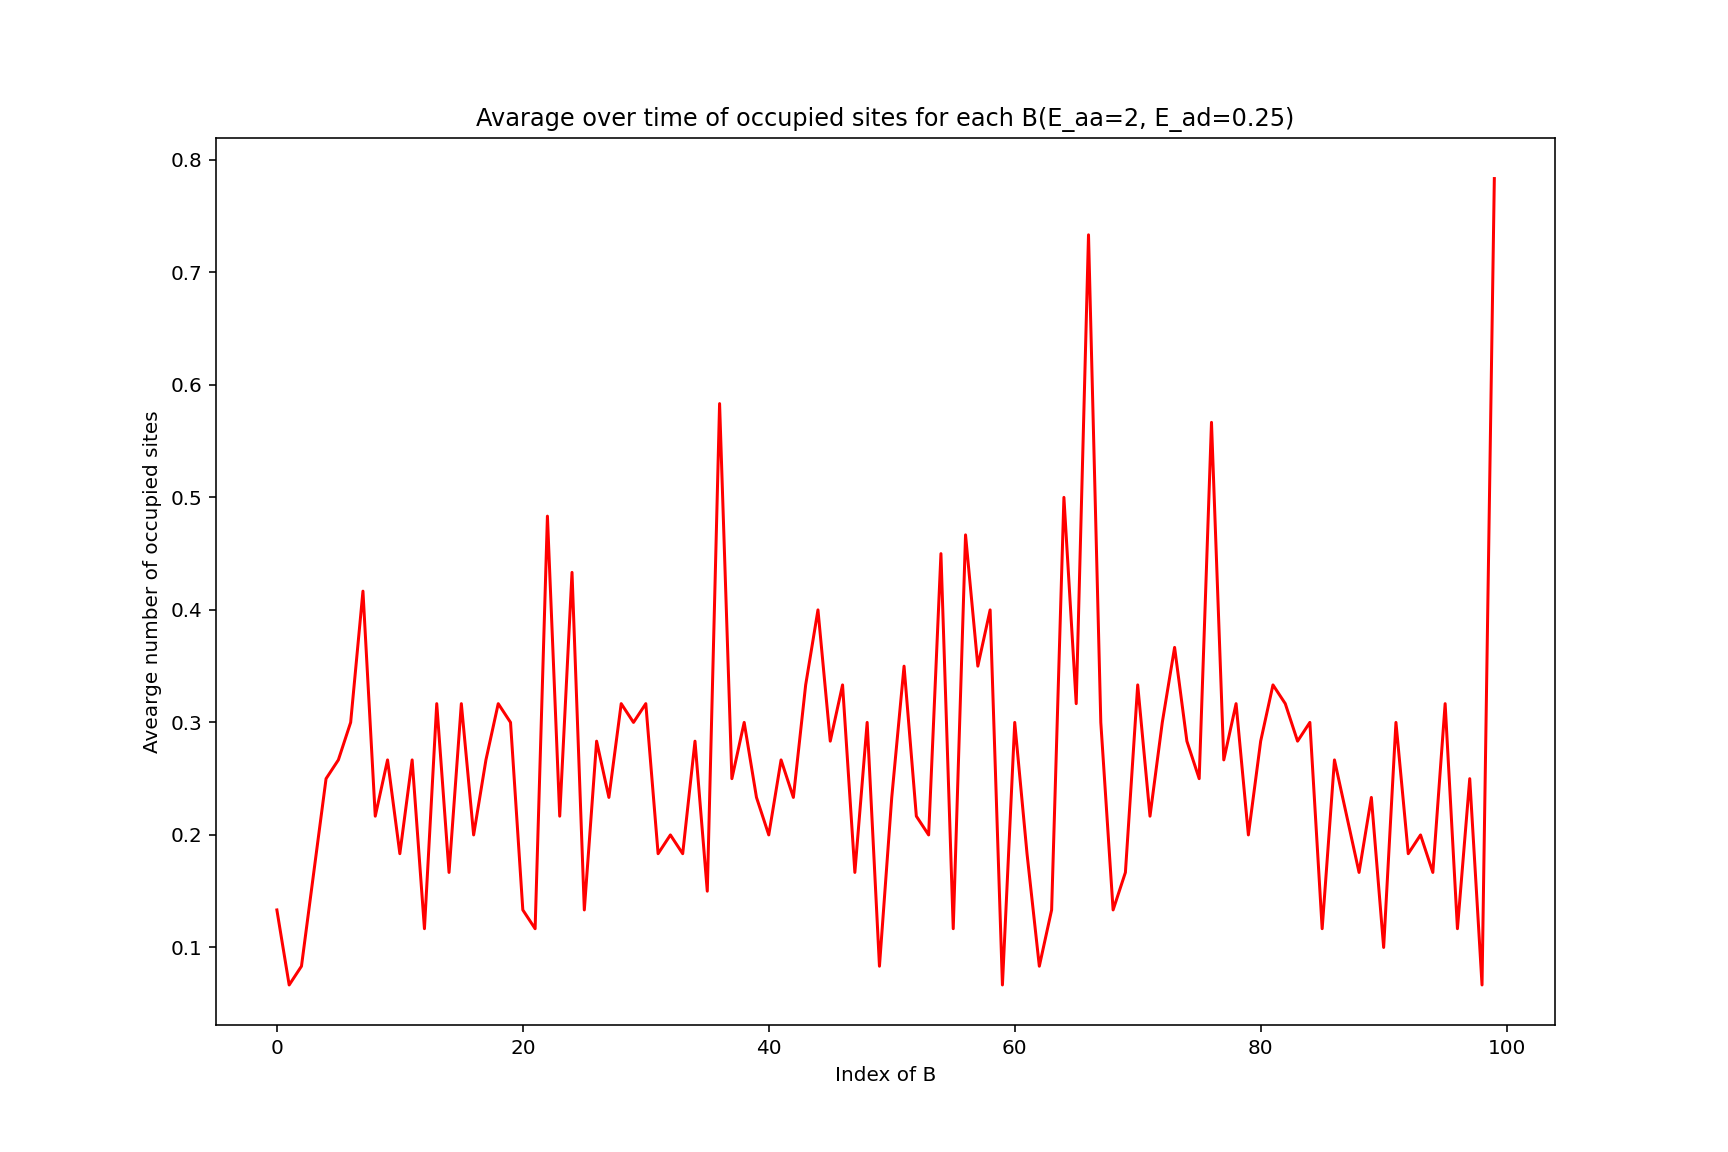 Avarage over time of occupied sites for each B(E_aa=2, E_ad=0.25)
0.8
0.7
0.6
0.5
0.4
0.3
0.2
0.1
Avearge number of occupied sites
0 20 40 60 80 100
Index of B